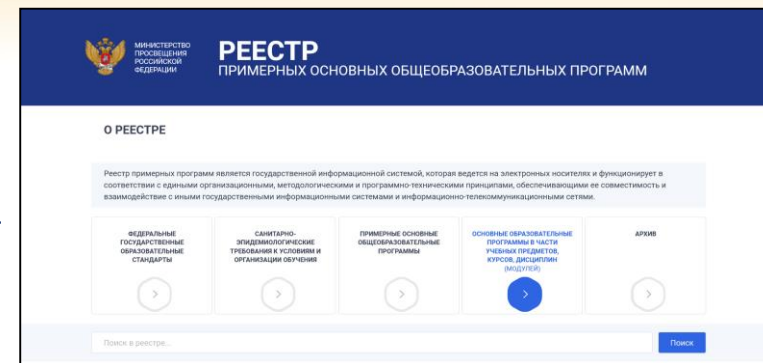 МИНИСТЕРСТВО
ПРОСВЕЩЕНИЯ
РОССИЙСКОЙ
ФЕДЕРАЦИИ
РЕЕСТР
ПРИМЕРНЫХ ОСНОВНЫХ ОБЩЕОБРАЗОВАТЕЛЬНЫХ ПРОГРАММ
О РЕЕСТРЕ
Реестр примерных программ является государственной информационной системой, которая ведется на электронных носителях и функционирует в
соответствии с едиными организационными, методологическими и программно-техническими принципами, обеспечивающими ее совместимость и
взаимодействие с иными государственными информационными системами и информационно-телекоммуникационными сетями.
ФЕДЕРАЛЬНЫЕ
ГОСУДАРСТВЕННЫЕ
ОБРАЗОВАТЕЛЬНЫЕ
СТАНДАРТЫ
САНИТАРНО-
ЭПИДЕМИОЛОГИЧЕСКИЕ
ТРЕБОВАНИЯ К УСЛОВИЯМ И
ОРГАНИЗАЦИИ ОБУЧЕНИЯ
ПРИМЕРНЫЕ ОСНОВНЫЕ
ОБЩЕОБРАЗОВАТЕЛЬНЫЕ
ПРОГРАММЫ
ОСНОВНЫЕ ОБРАЗОВАТЕЛЬНЫЕ
ПРОГРАММЫ В ЧАСТИ
УЧЕБНЫХ ПРЕДМЕТОВ,
КУРСОВ, ДИСЦИПЛИН
(МОДУЛЕЙ)
АРХИВ
Поиск в реестре...
Поиск